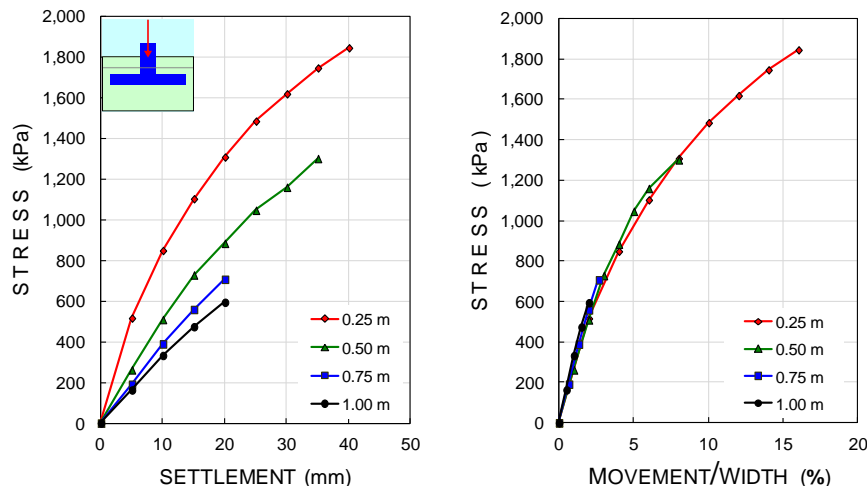 2,000
1,800
1,600
1,400
1,200
1,000
800
600
400
200
0
STRESS (kPa)
0.25 m
0.50 m
0.75 m
1.00 m
0 10 20 30 40 50
SETTLEMENT (mm)
2,000
1,800
1,600
1,400
1,200
1,000
800
600
400
200
0
STRESS ( kPa)
0.25 m
0.50 m
0.75 m
1.00 m
0 5 10 15 20
MOVEMENT/WIDTH (%)